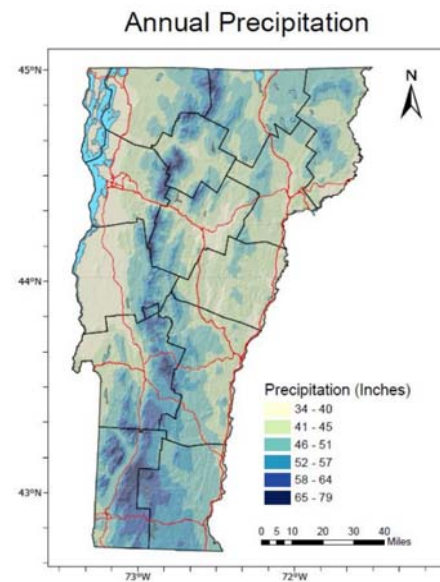 Annual Precipitation
45°N
N
44°N
Precipitation (Inches)
34 - 40
41 - 45
46 - 51
52 - 57
58 - 64
65 - 79
43°N
0 5 10 20 30 40
Miles
73°W
72°W